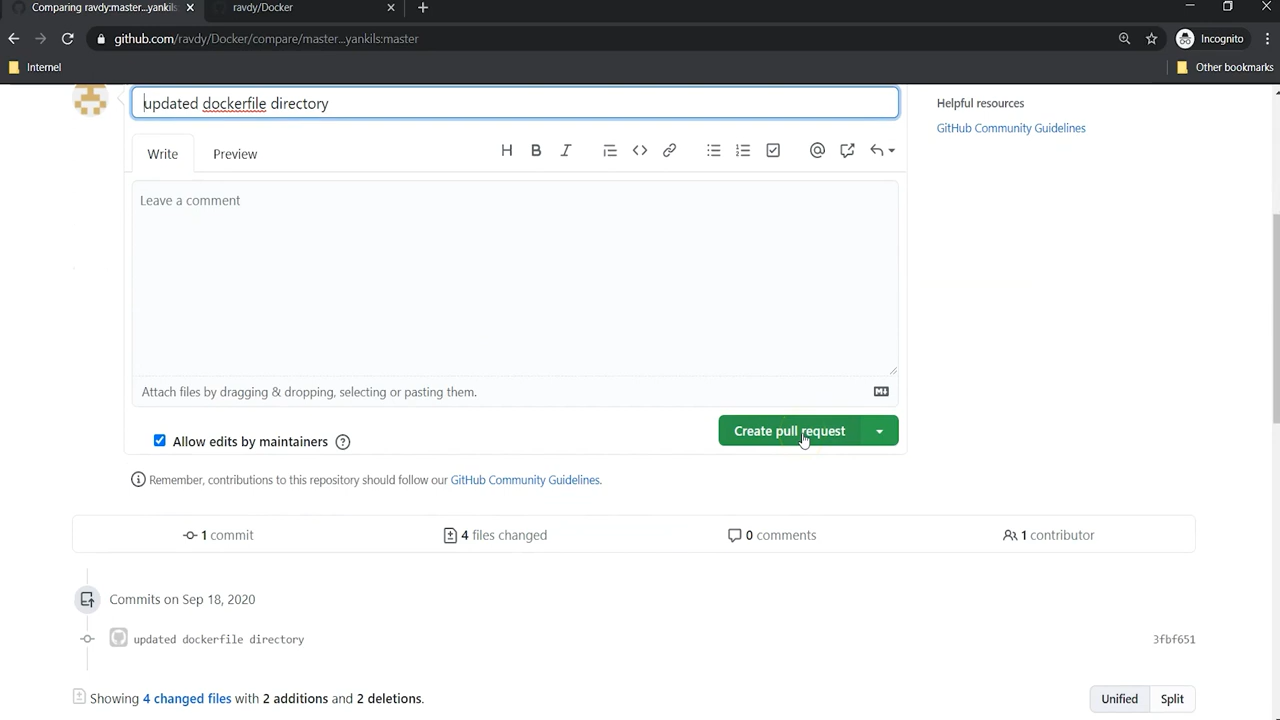 Comparing ravdy:master...yankils
ravdy/Docker
github.com/ravdy/Docker/compare/master...yankils:master
Incognito
Internet
Other bookmarks
updated dockerfile directory
Helpful resources
GitHub Community Guidelines
Write
Preview
Leave a comment
Attach files by dragging & dropping, selecting or pasting them.
Allow edits by maintainers
Create pull request
Remember, contributions to this repository should follow our GitHub Community Guidelines.
1 commit
4 files changed
0 comments
1 contributor
Commits on Sep 18, 2020
updated dockerfile directory
3fbf651
Showing 4 changed files with 2 additions and 2 deletions.
Unified
Split